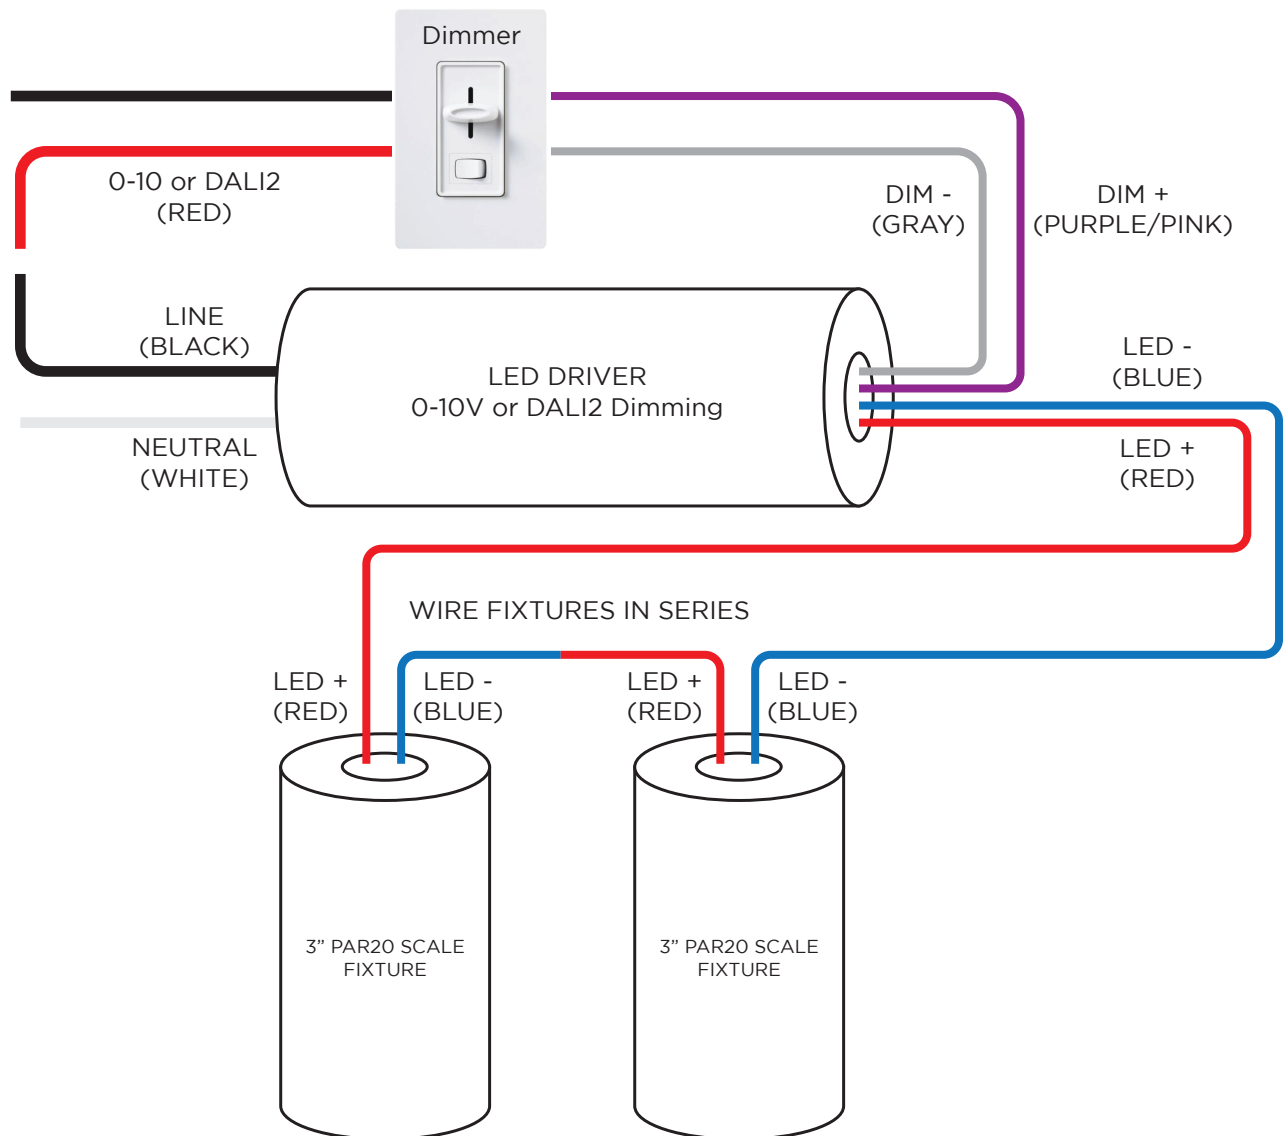 Dimmer
0-10 or DALI2
(RED)
DIM -
(GRAY)
DIM +
(PURPLE/PINK)
LINE
(BLACK)
LED DRIVER
0-10V or DALI2 Dimming
LED -
(BLUE)
NEUTRAL
(WHITE)
LED +
(RED)
WIRE FIXTURES IN SERIES
LED +
(RED)
LED -
(BLUE)
LED +
(RED)
LED -
(BLUE)
3” PAR20 SCALE
FIXTURE
3” PAR20 SCALE
FIXTURE